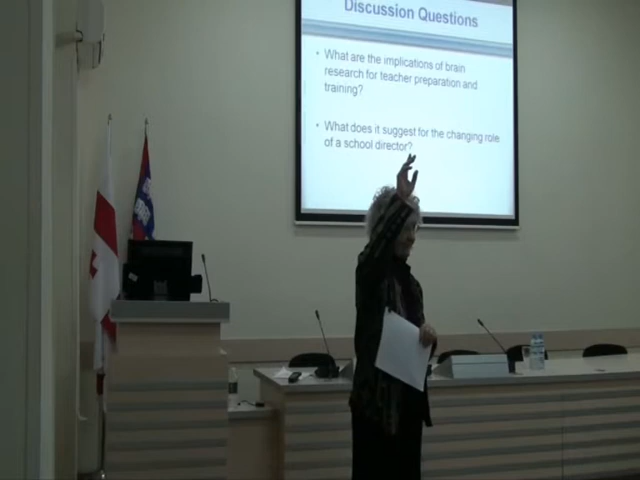 Discussion Questions
• What are the implications of brain
research for teacher preparation and
training?
• What does it suggest for the changing role
of a school director?